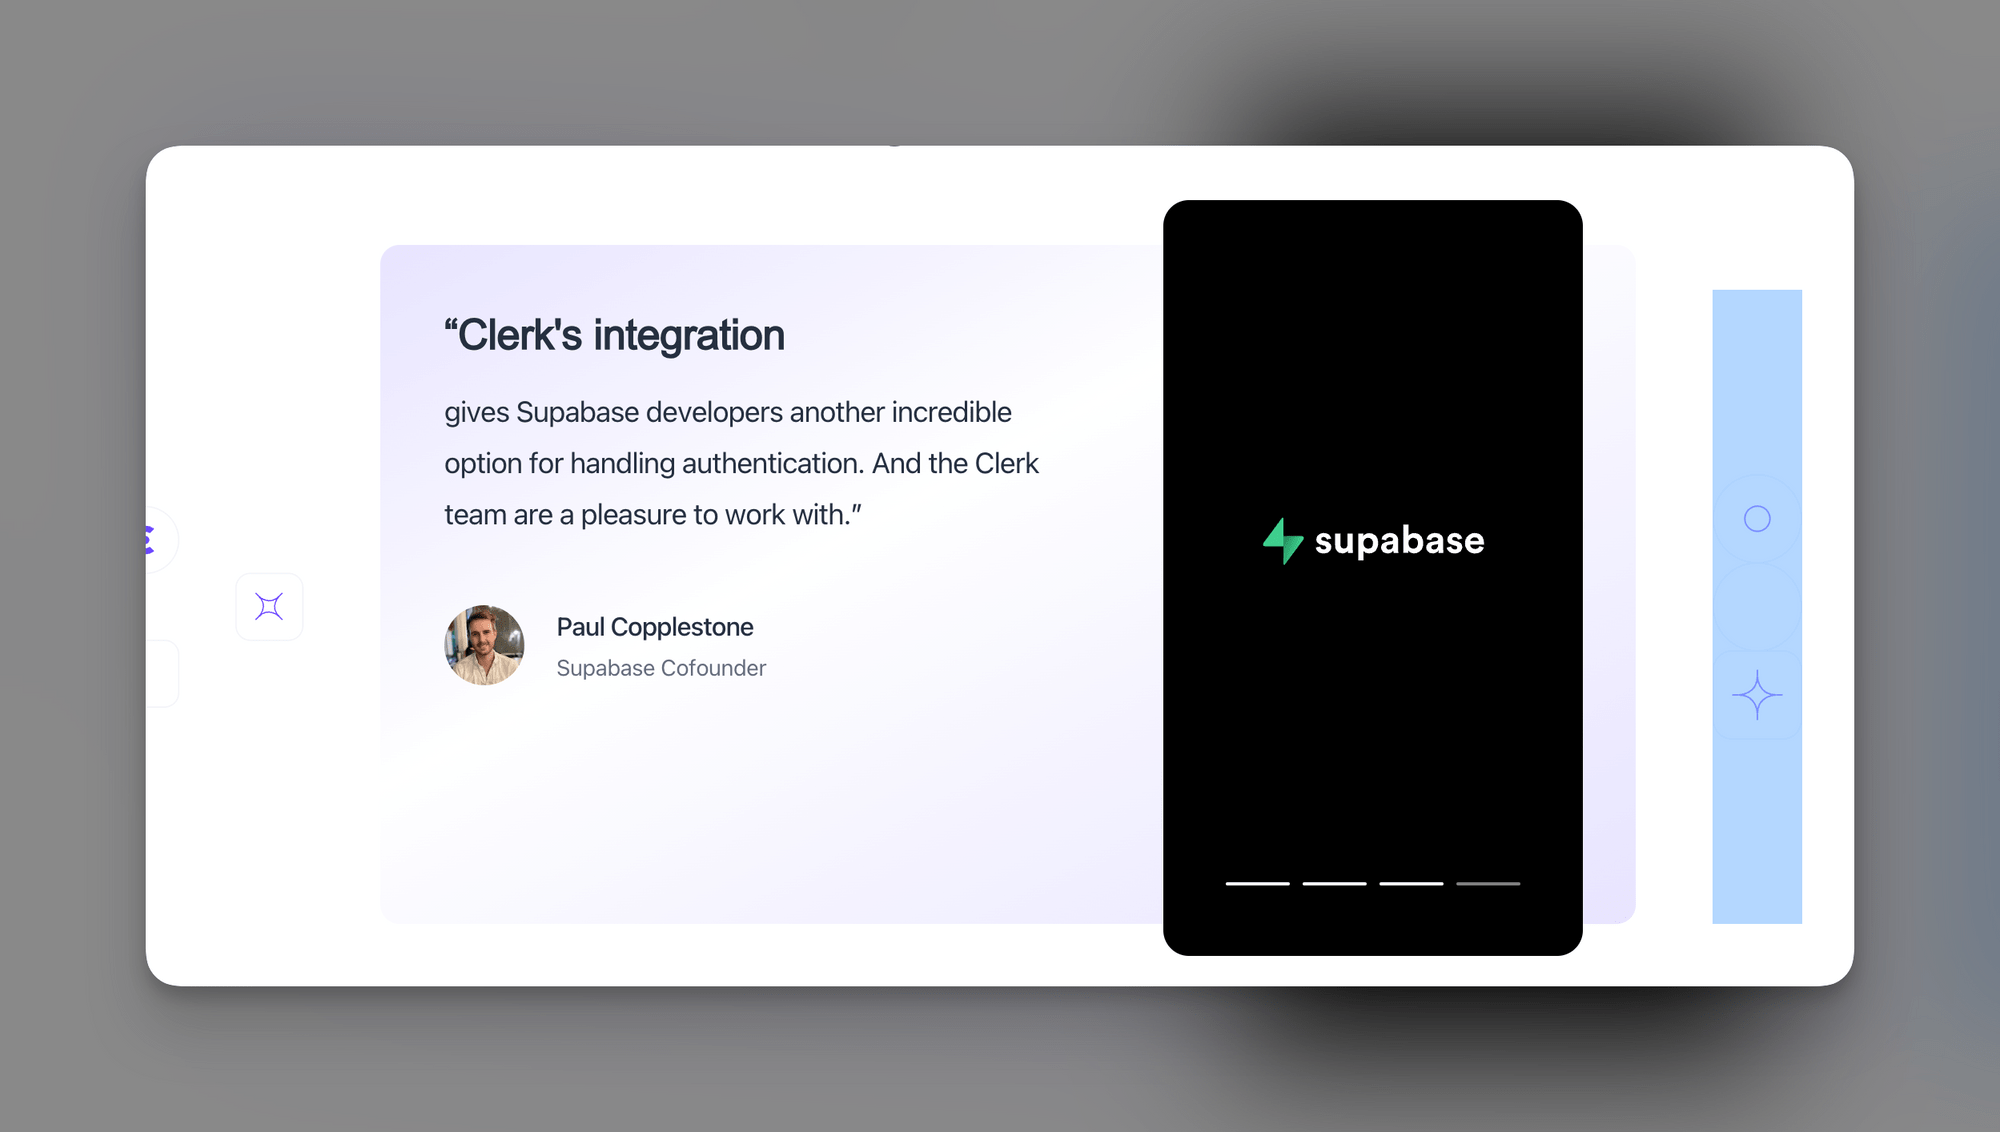 “Clerk's integration
gives Supabase developers another incredible
option for handling authentication. And the Clerk
team are a pleasure to work with.”
Paul Copplestone
Supabase Cofounder
supabase